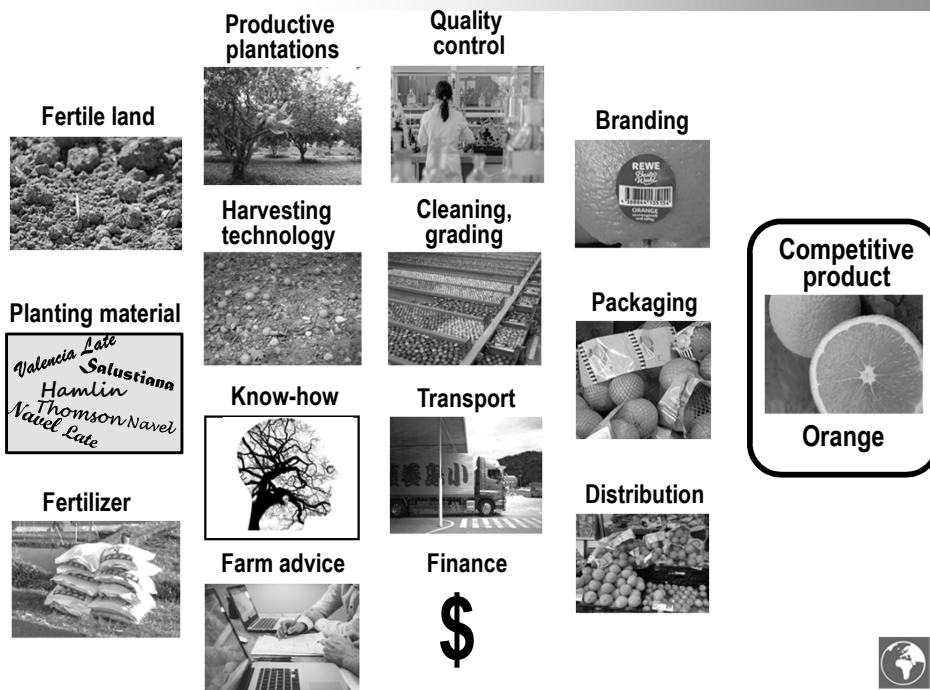 Fertile land
Planting material
Valencia Late
Salustiana
Hamlin
Thomson Navel
Navel Late
Fertilizer
Productive
plantations
Harvesting
technology
Know-how
Farm advice
Quality
control
Cleaning,
grading
Transport
Finance
$
Branding
REWE
ORANGE
Packaging
Distribution
Competitive
product
Orange